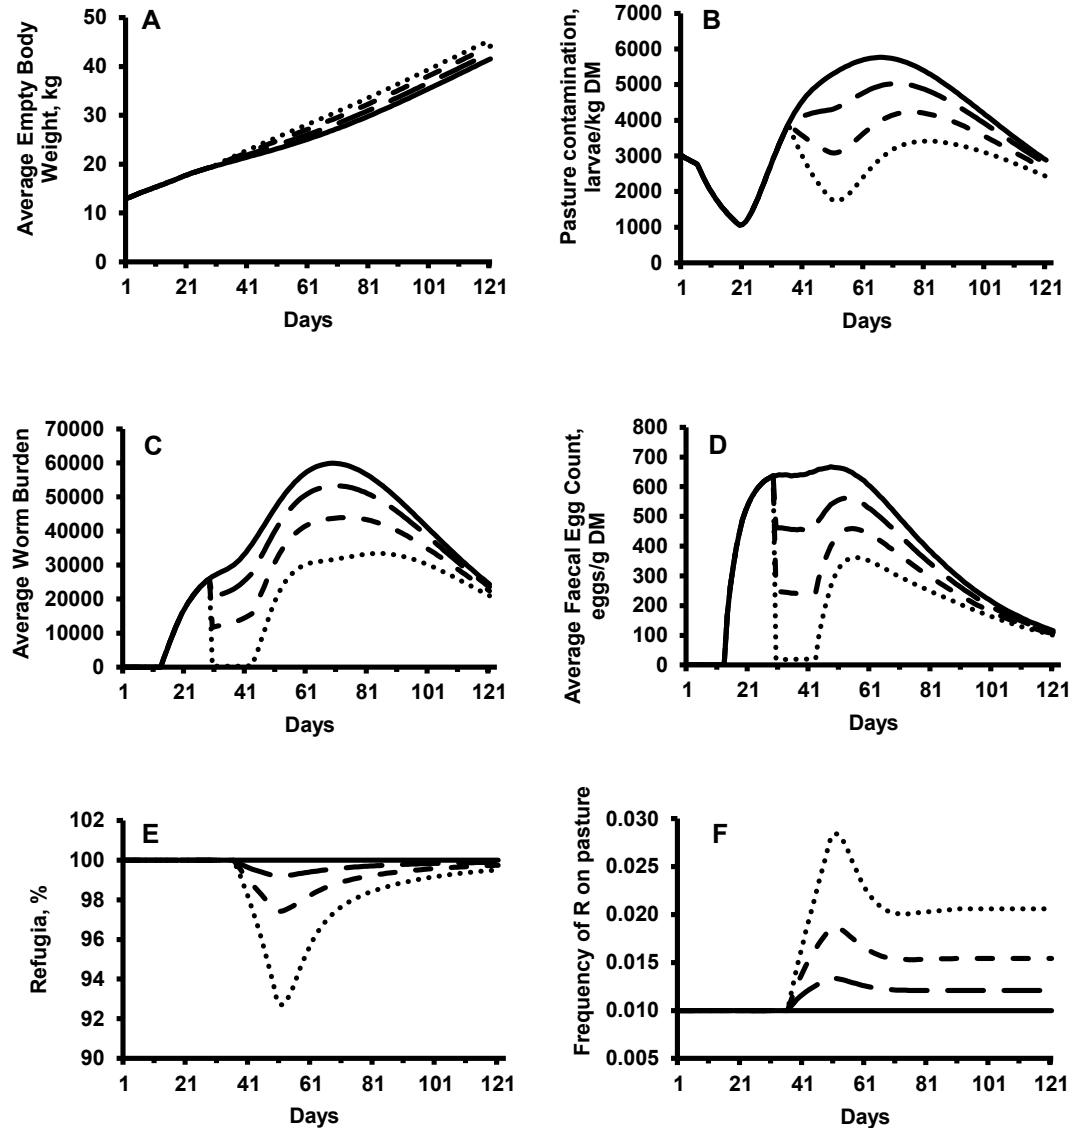 A
Average Empty Body
Weight, kg
50
40
30
20
10
0
1 21 41 61 81 101 121
Days
B
Pasture contamination,
larvae/kg DM
7000
6000
5000
4000
3000
2000
1000
0
1 21 41 61 81 101 121
Days
C
Average Worm Burden
70000
60000
50000
40000
30000
20000
10000
0
1 21 41 61 81 101 121
Days
D
Average Faecal Egg Count,
eggs/g DM
800
700
600
500
400
300
200
100
0
1 21 41 61 81 101 121
Days
E
Refugia, %
102
100
98
96
94
92
90
1 21 41 61 81 101 121
Days
F
Frequency of R on pasture
0.030
0.025
0.020
0.015
0.010
0.005
1 21 41 61 81 101 121
Days